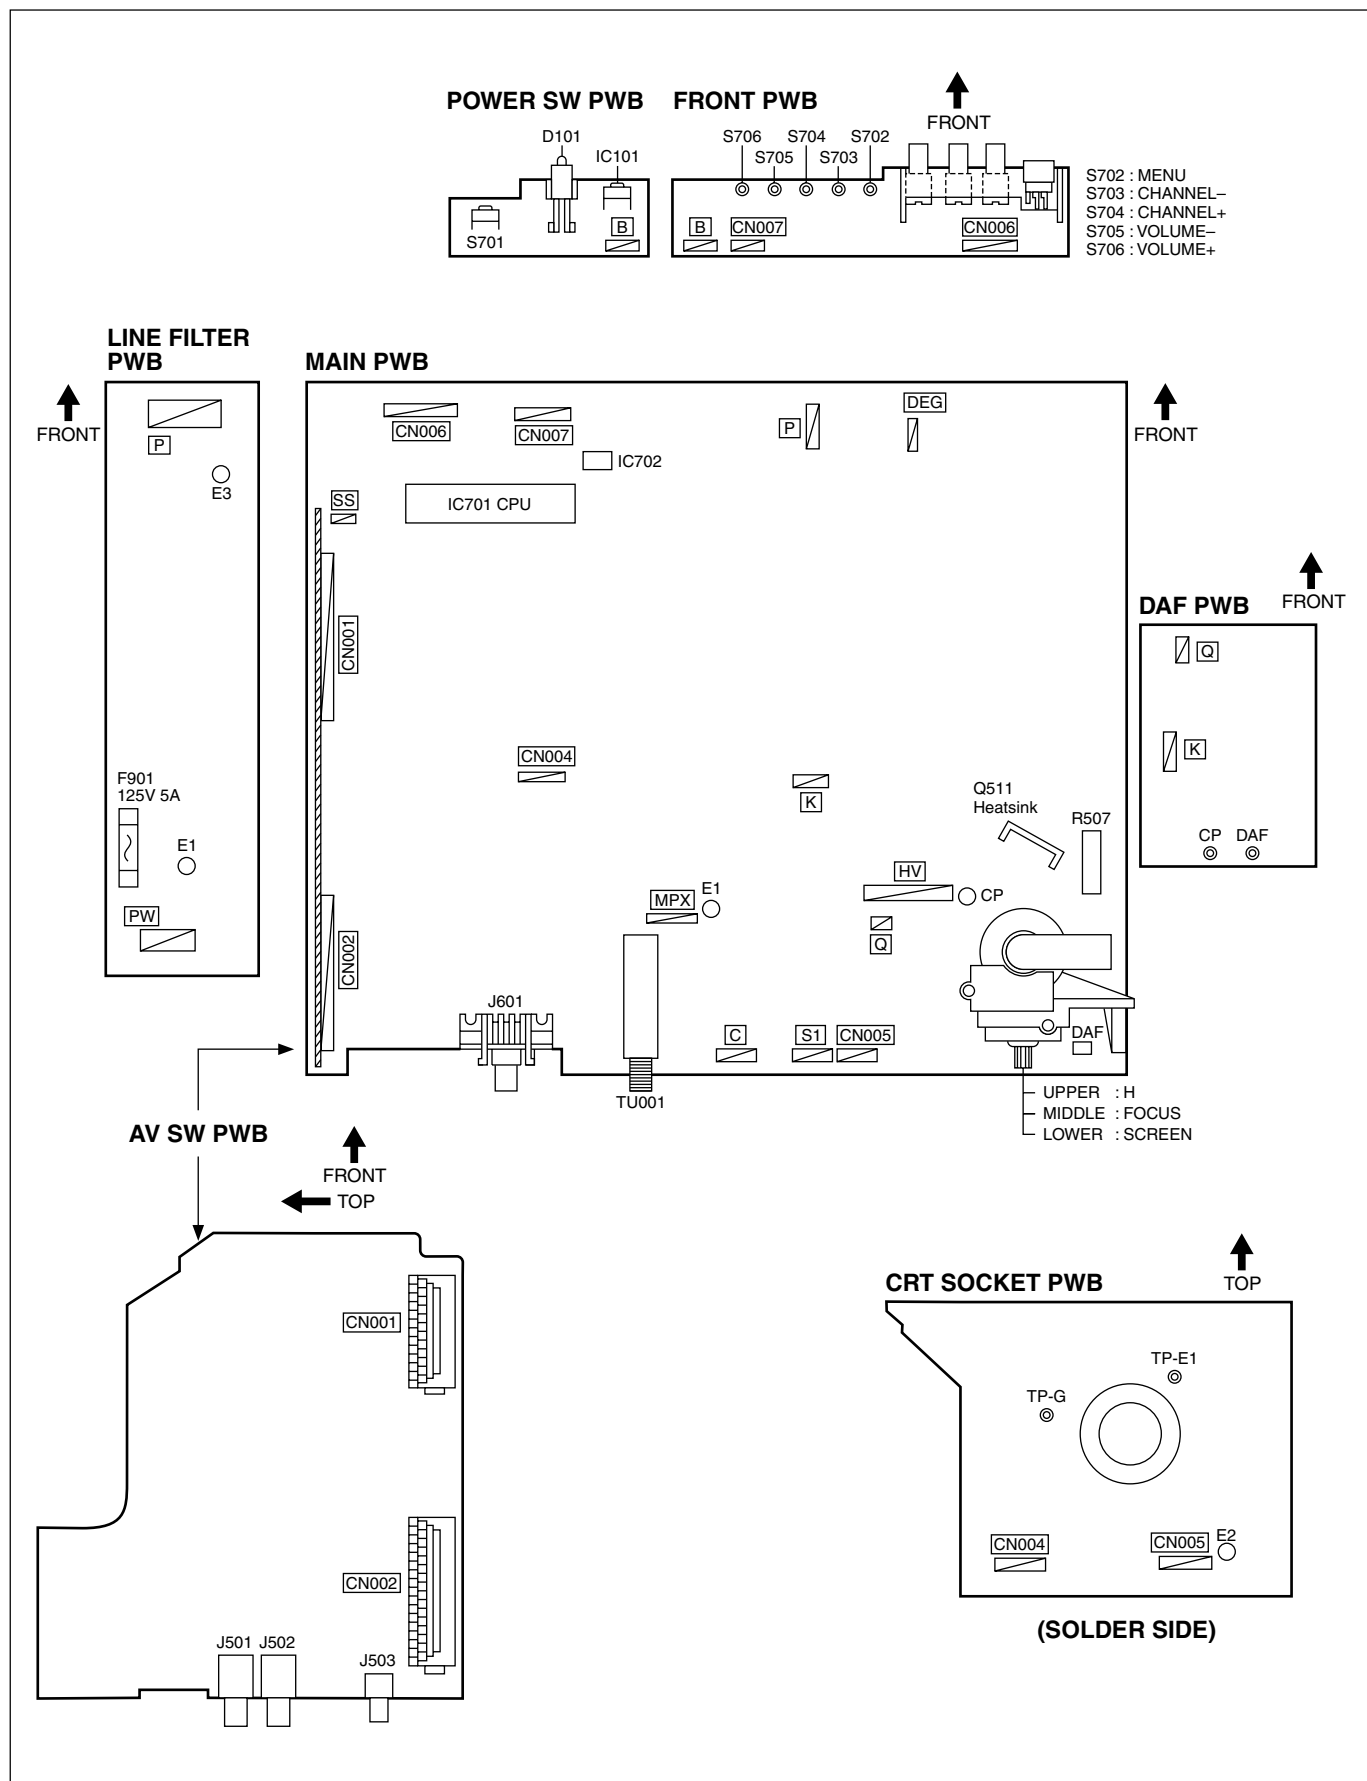 POWER SW PWB
FRONT PWB
FRONT
D101
IC101
S701
B
S706
S704
S702
S705
S703
B
CN007
CN006
S702 : MENU
S703 : CHANNEL–
S704 : CHANNEL+
S705 : VOLUME–
S706 : VOLUME+
LINE FILTER
PWB
FRONT
P
E3
F901
125V 5A
E1
PW
MAIN PWB
FRONT
CN006
CN007
IC702
P
DEG
SS
IC701 CPU
CN001
CN004
K
Q511
Heatsink
R507
HV
CP
MPX
E1
Q
CN002
J601
TU001
C
S1
CN005
DAF
UPPER : H
MIDDLE : FOCUS
LOWER : SCREEN
DAF PWB
FRONT
Q
K
CP
DAF
AV SW PWB
FRONT
TOP
CN001
CN002
J501
J502
J503
CRT SOCKET PWB
TOP
TP-E1
TP-G
CN004
CN005
E2
(SOLDER SIDE)